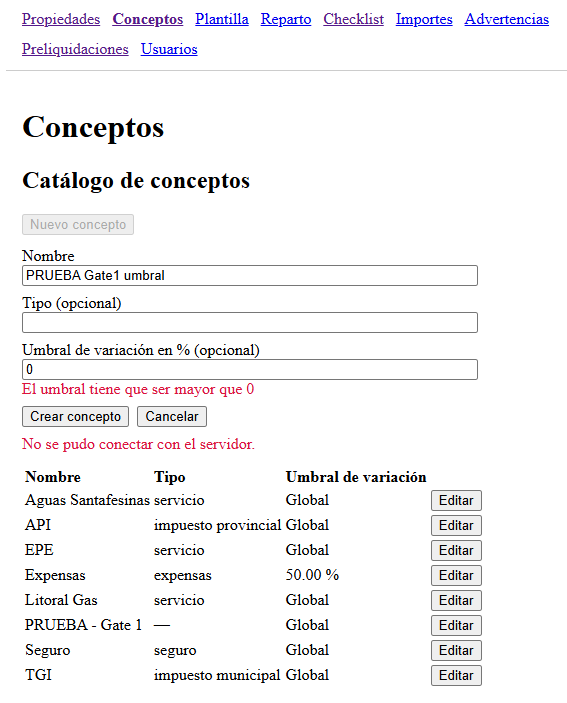 Propiedades Conceptos Plantilla Reparto Checklist Importes Advertencias
Preliquidaciones Usuarios
Conceptos
Catálogo de conceptos
Nuevo concepto
Nombre
PRUEBA Gate1 umbral
Tipo (opcional)
Umbral de variación en % (opcional)
0
El umbral tiene que ser mayor que 0
Crear concepto Cancelar
No se pudo conectar con el servidor.
Nombre Tipo Umbral de variación
Aguas Santafesinas servicio Global Editar
API impuesto provincial Global Editar
EPE servicio Global Editar
Expensas expensas 50.00 % Editar
Litoral Gas servicio Global Editar
PRUEBA - Gate 1 — Global Editar
Seguro seguro Global Editar
TGI impuesto municipal Global Editar